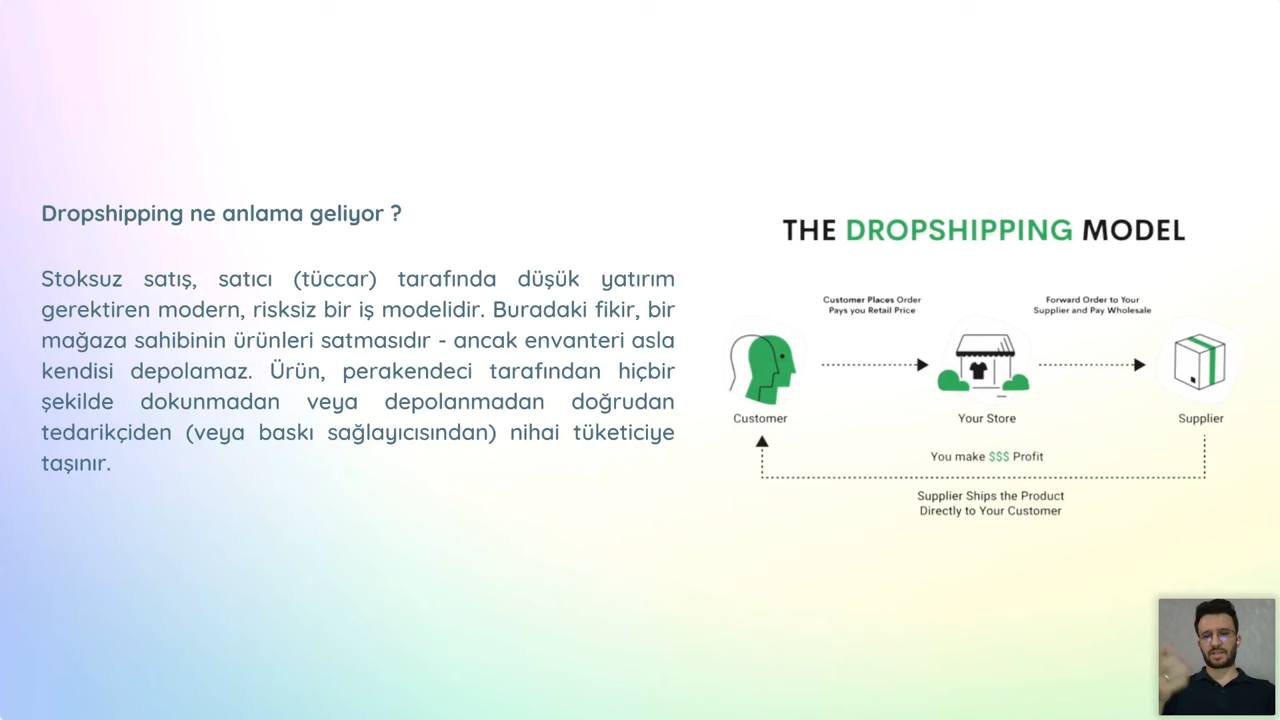 Dropshipping ne anlama geliyor ?
Stoksuz satış, satıcı (tüccar) tarafında düşük yatırım
gerektiren modern, risksiz bir iş modelidir. Buradaki fikir, bir
mağaza sahibinin ürünleri satmasıdır - ancak envanteri asla
kendisi depolamaz. Ürün, perakendeci tarafından hiçbir
şekilde dokunmadan veya depolanmadan doğrudan
tedarikçiden (veya baskı sağlayıcısından) nihai tüketiciye
taşınır.
THE DROPSHIPPING MODEL
Customer Places Order
Pays you Retail Price
Forward Order to Your
Supplier and Pay Wholesale
Customer
Your Store
Supplier
You make $$$ Profit
Supplier Ships the Product
Directly to Your Customer